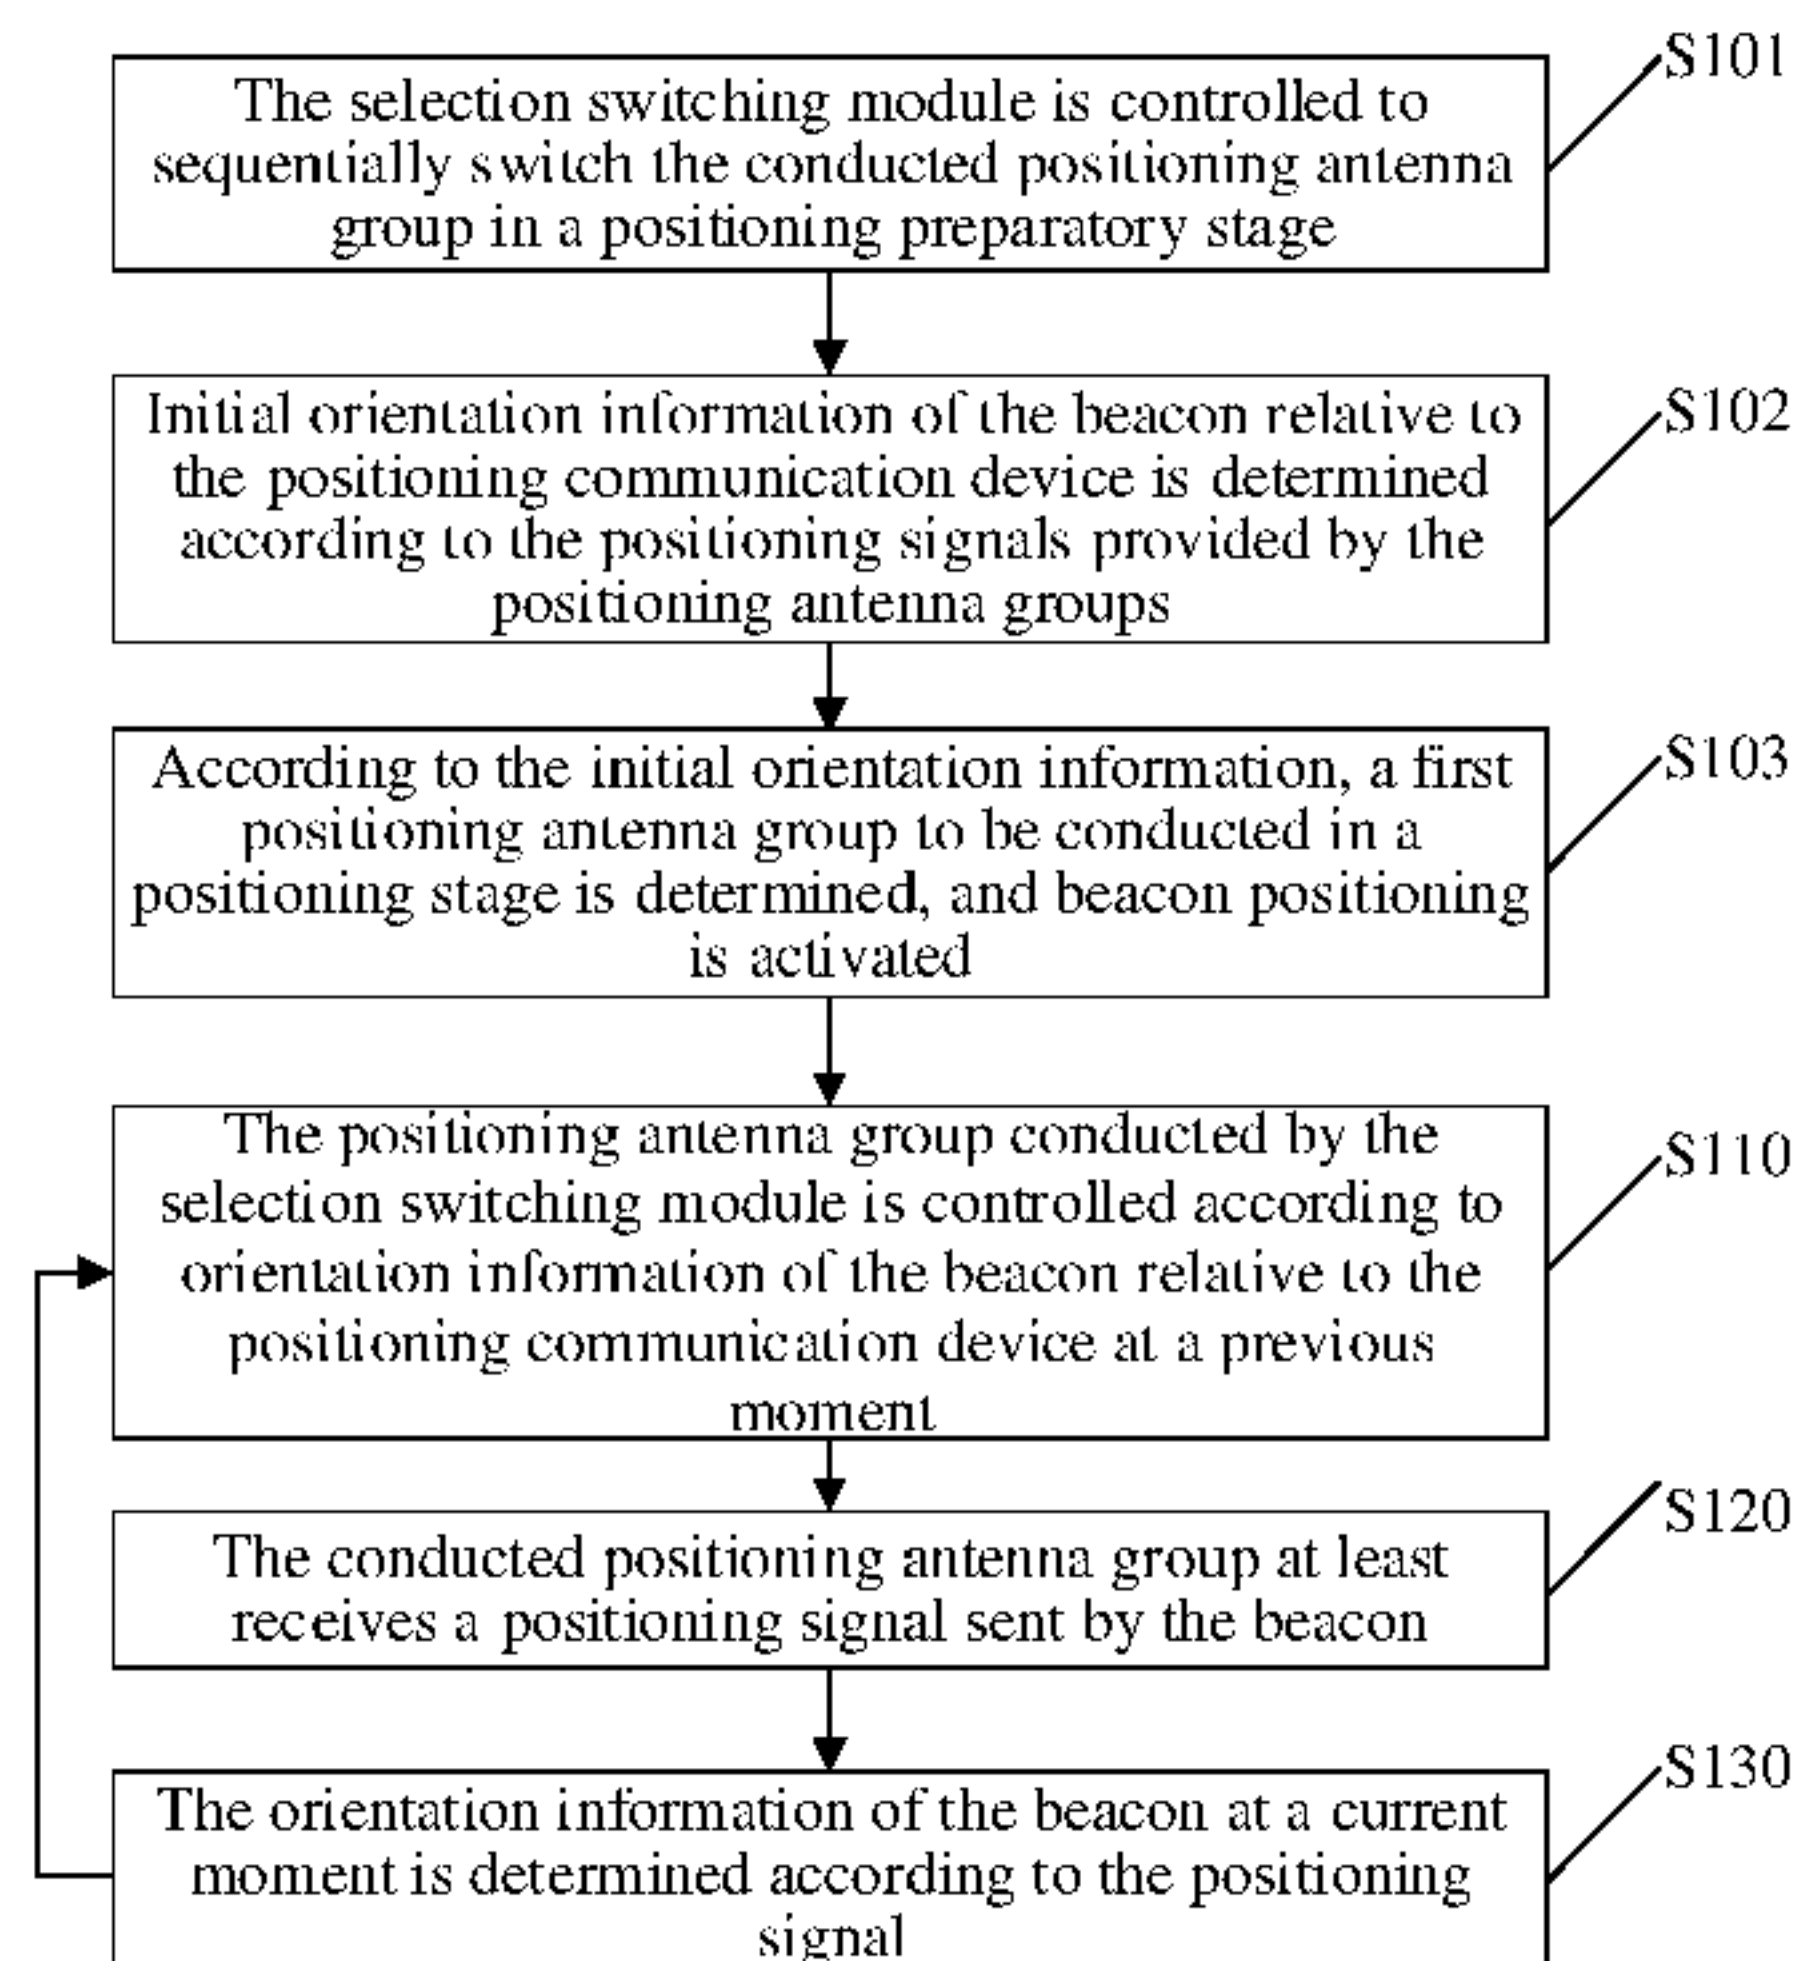 S101
The selection switching module is controlled to
sequentially switch the conducted positioning antenna
group in a positioning preparatory stage
S102
Initial orientation information of the beacon relative to
the positioning communication device is determined
according to the positioning signals provided by the
positioning antenna groups
S103
According to the initial orientation information, a first
positioning antenna group to be conducted in a
positioning stage is determined, and beacon positioning
is activated
S110
The positioning antenna group conducted by the
selection switching module is controlled according to
orientation information of the beacon relative to the
positioning communication device at a previous
moment
S120
The conducted positioning antenna group at least
receives a positioning signal sent by the beacon
S130
The orientation information of the beacon at a current
moment is determined according to the positioning
signal